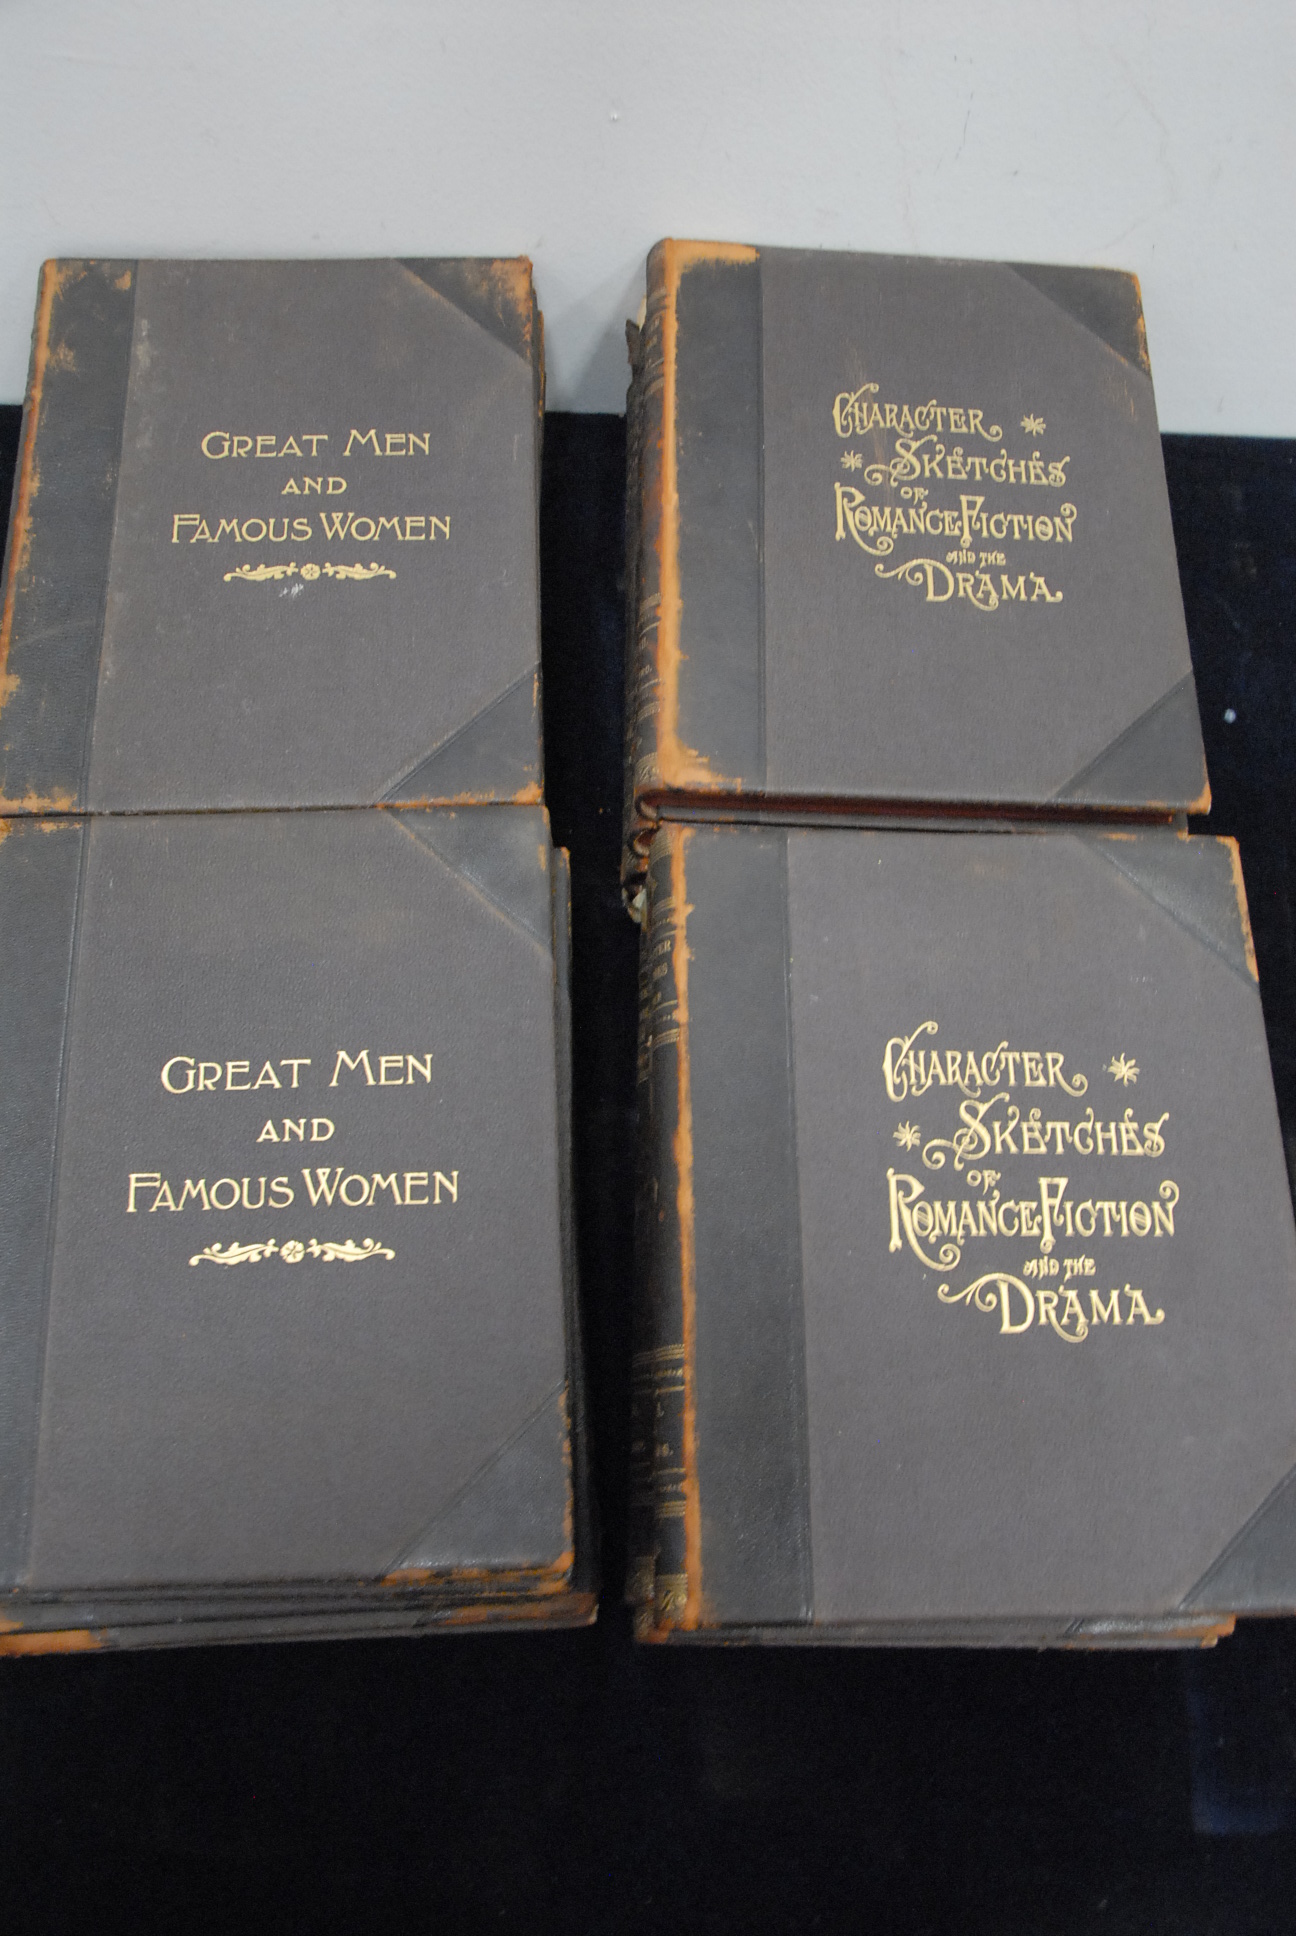 GREAT MEN
AND
FAMOUS WOMEN
CHARACTER
SKETCHES
OF
ROMANCE FICTION
AND THE
DRAMA
GREAT MEN
AND
FAMOUS WOMEN
CHARACTER
SKETCHES
OF
ROMANCE FICTION
AND THE
DRAMA